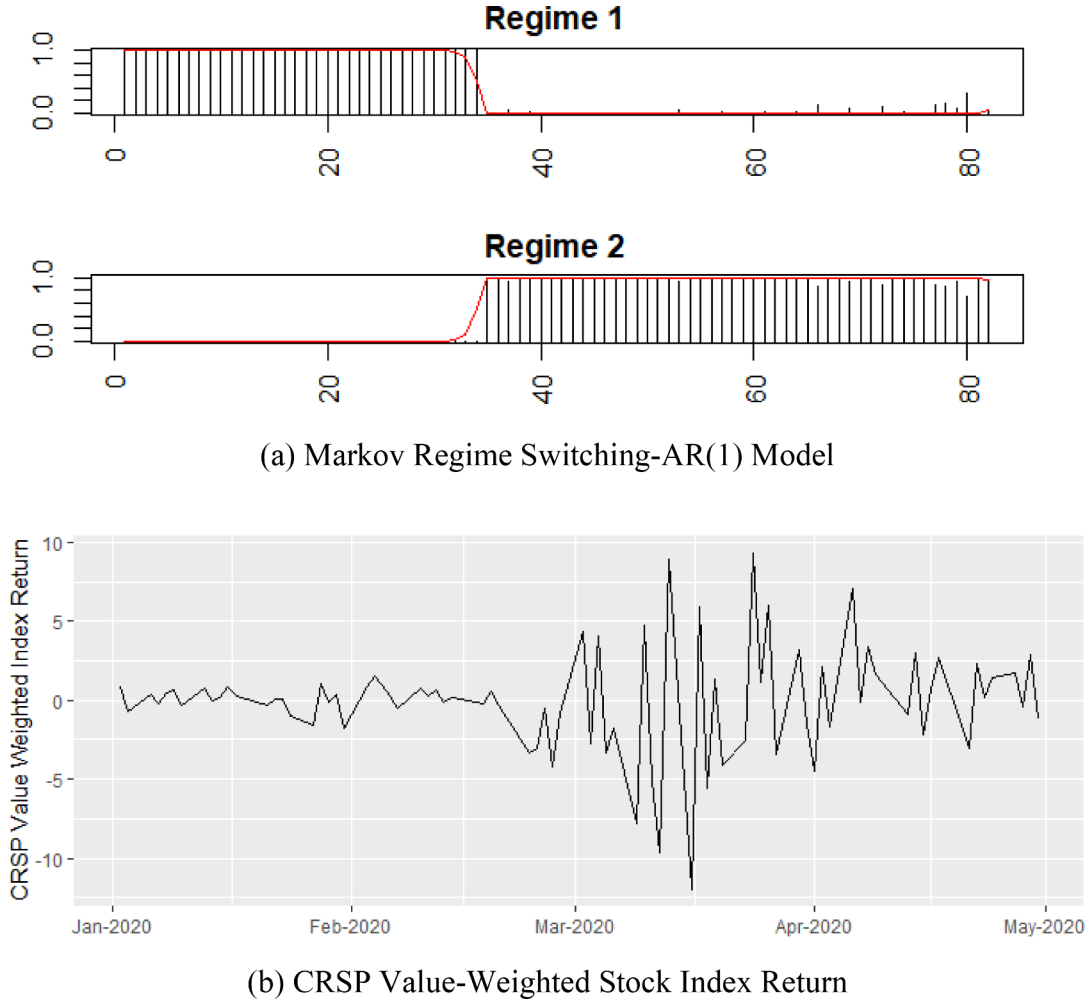 Regime 1
1.0
0.0
0 20 40 60 80
Regime 2
1.0
0.0
0 20 40 60 80
(a) Markov Regime Switching-AR(1) Model
CRSP Value Weighted Index Return
10
5
0
-5
-10
Jan-2020 Feb-2020 Mar-2020 Apr-2020 May-2020
(b) CRSP Value-Weighted Stock Index Return